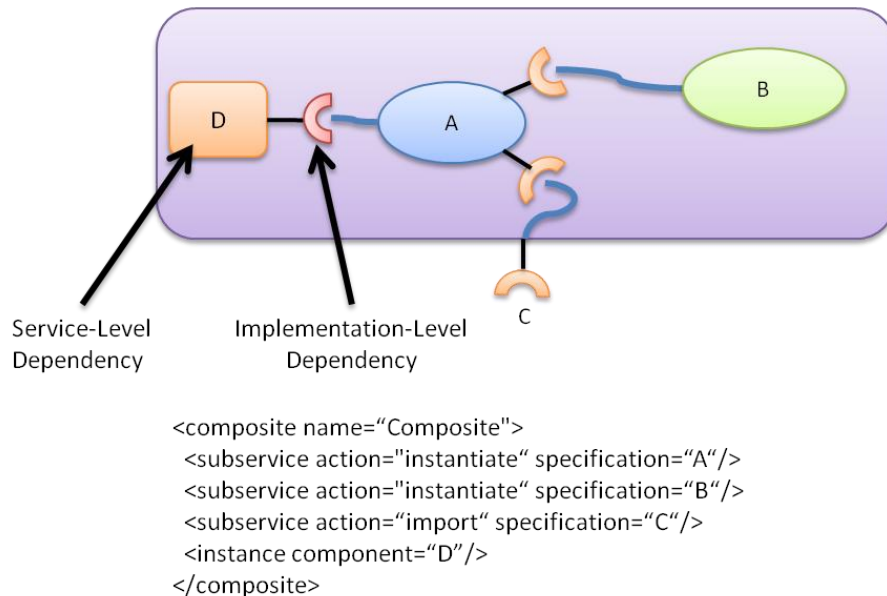 D
A
B
C
Service-Level
Dependency
Implementation-Level
Dependency
<composite name=“Composite">
<subservice action="instantiate“ specification=“A“/>
<subservice action="instantiate“ specification=“B“/>
<subservice action=“import“ specification=“C“/>
<instance component=“D”/>
</composite>